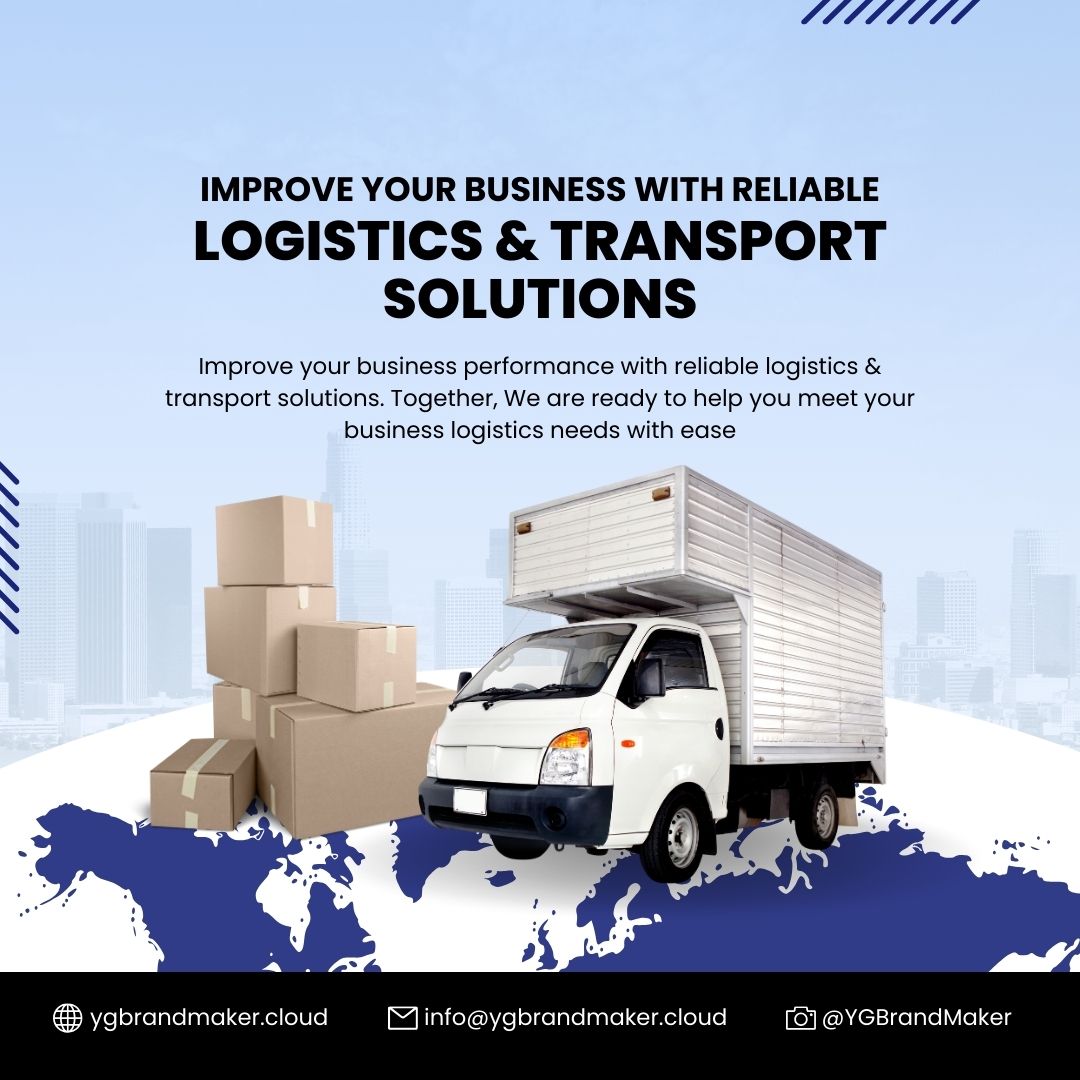 IMPROVE YOUR BUSINESS WITH RELIABLE
LOGISTICS & TRANSPORT
SOLUTIONS
Improve your business performance with reliable logistics &
transport solutions. Together, We are ready to help you meet your
business logistics needs with ease
ygbrandmaker.cloud
info@ygbrandmaker.cloud
@YGBrandMaker